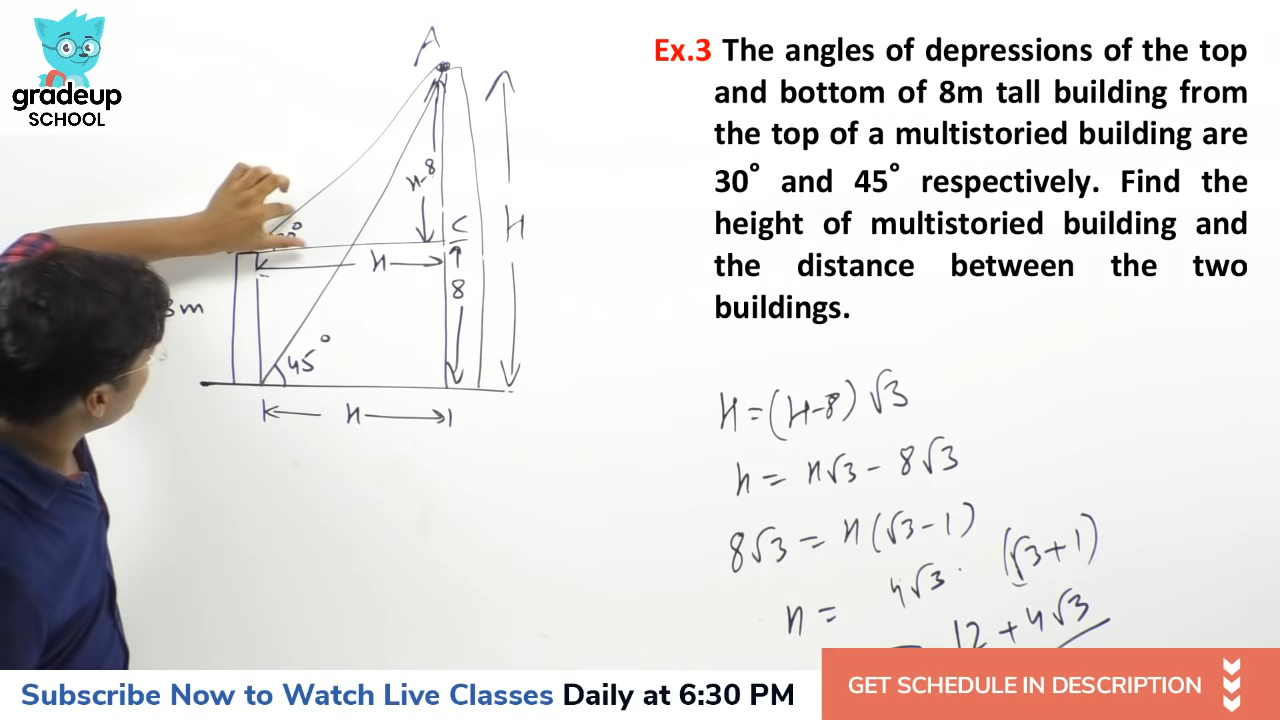 gradeup
SCHOOL
Ex.3 The angles of depressions of the top
and bottom of 8m tall building from
the top of a multistoried building are
30° and 45° respectively. Find the
height of multistoried building and
the distance between the two
buildings.
A
H-8
C
H
H
8
m
45°
H
H=(H-8)√3
H=H√3-8√3
8√3=H(√3-1)
H= 4√3. (√3+1)
12+4√3
Subscribe Now to Watch Live Classes Daily at 6:30 PM
GET SCHEDULE IN DESCRIPTION